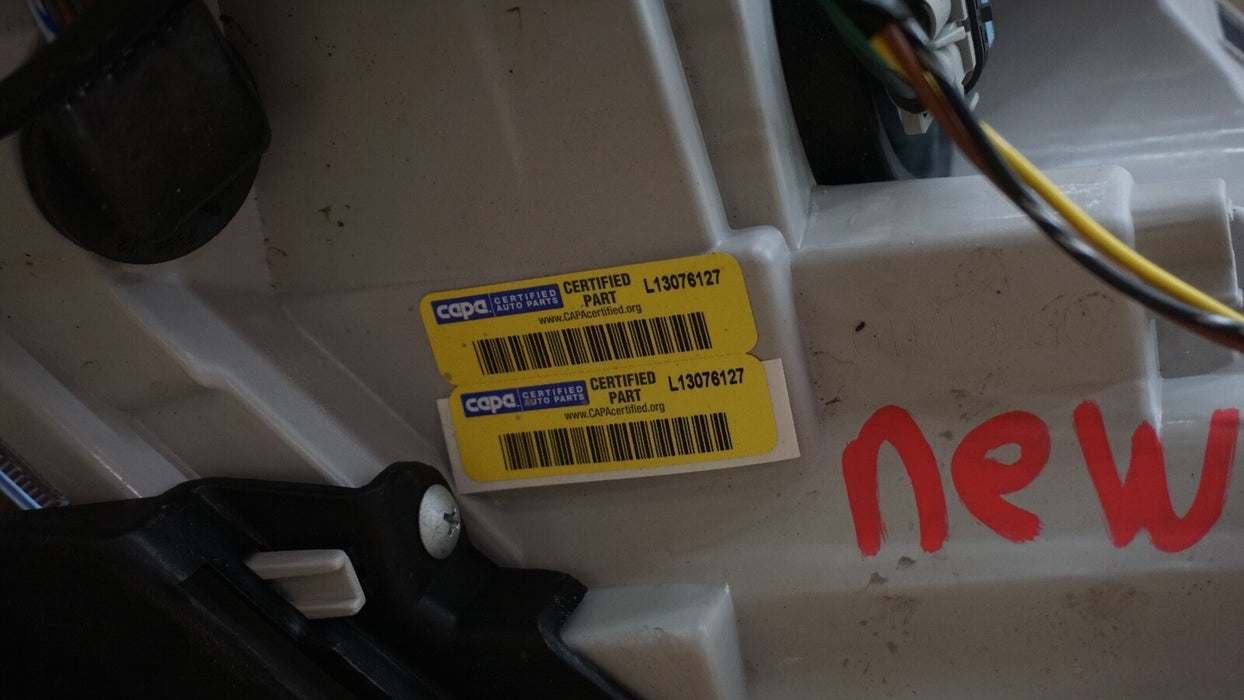 capa CERTIFIED AUTO PARTS CERTIFIED PART L13076127
www.CAPAcertified.org
capa CERTIFIED AUTO PARTS CERTIFIED PART L13076127
www.CAPAcertified.org
new